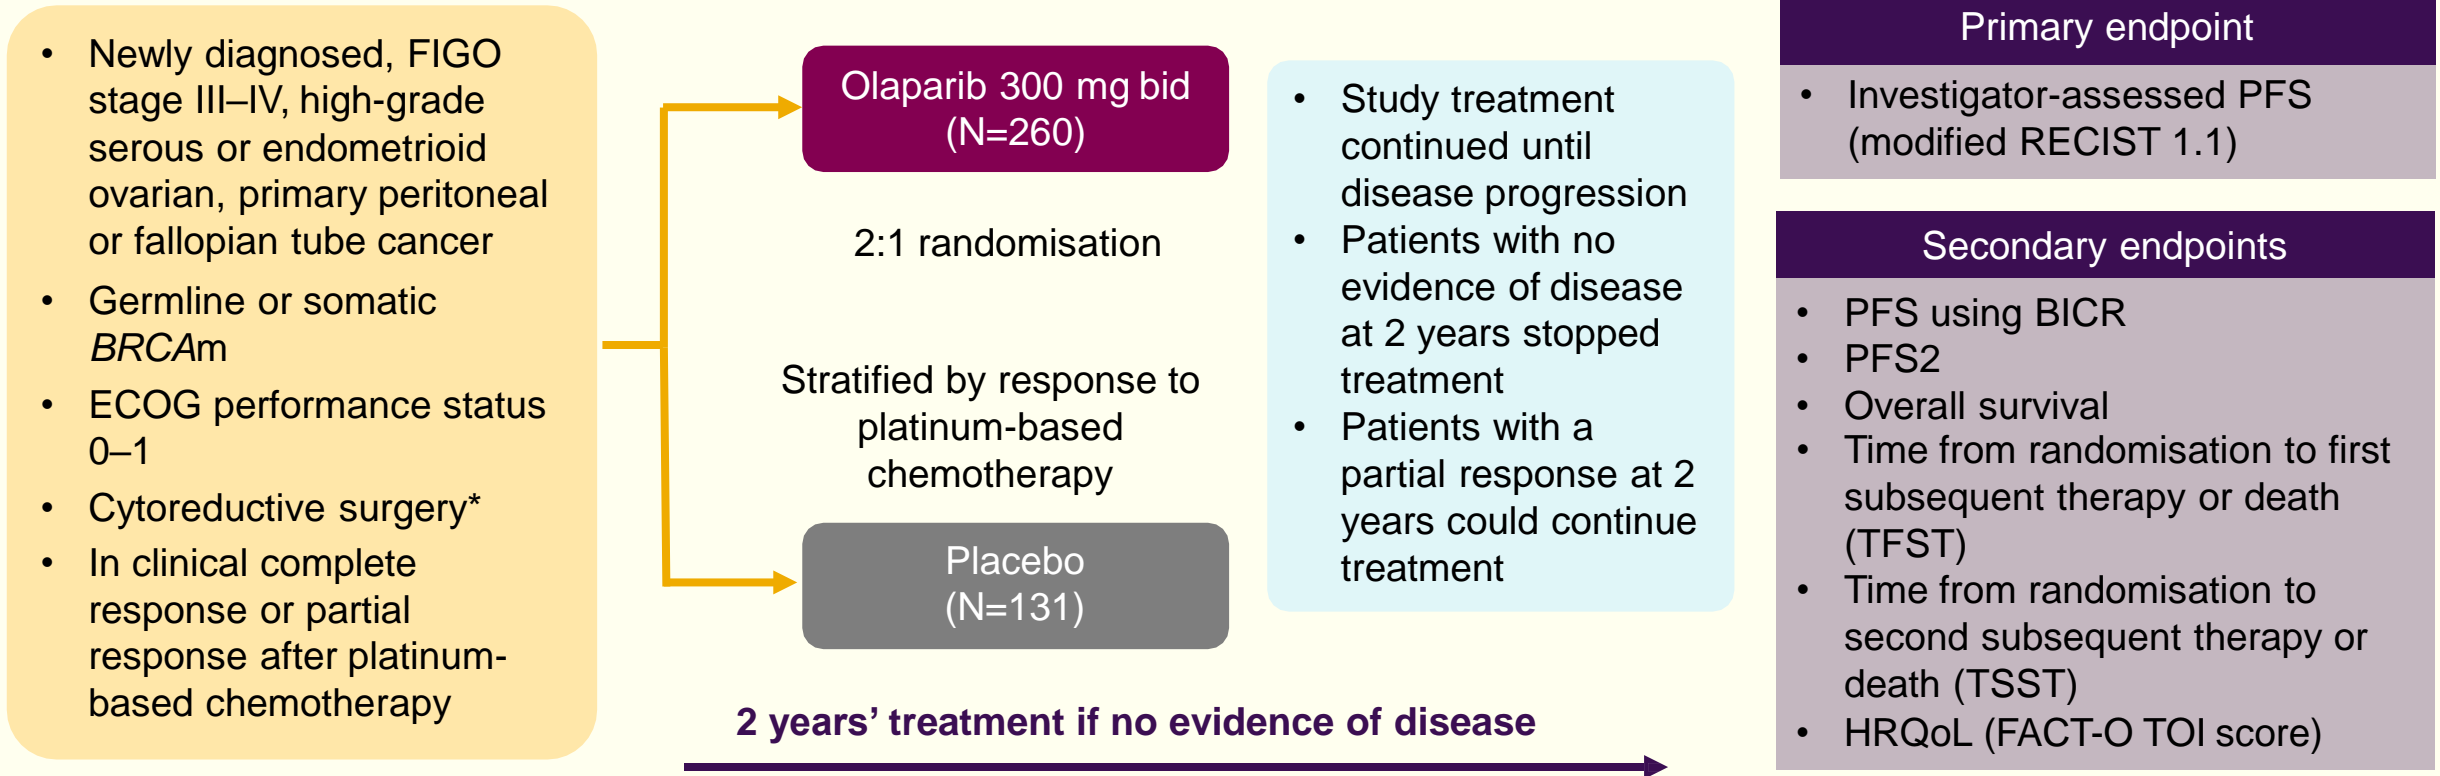 • Newly diagnosed, FIGO
stage III–IV, high-grade
serous or endometrioid
ovarian, primary peritoneal
or fallopian tube cancer
• Germline or somatic
BRCAm
• ECOG performance status
0–1
• Cytoreductive surgery*
• In clinical complete
response or partial
response after platinum-
based chemotherapy
Olaparib 300 mg bid
(N=260)
2:1 randomisation
Stratified by response to
platinum-based
chemotherapy
Placebo
(N=131)
2 years’ treatment if no evidence of disease
• Study treatment
continued until
disease progression
• Patients with no
evidence of disease
at 2 years stopped
treatment
• Patients with a
partial response at 2
years could continue
treatment
Primary endpoint
• Investigator-assessed PFS
(modified RECIST 1.1)
Secondary endpoints
• PFS using BICR
• PFS2
• Overall survival
• Time from randomisation to first
subsequent therapy or death
(TFST)
• Time from randomisation to
second subsequent therapy or
death (TSST)
• HRQoL (FACT-O TOI score)